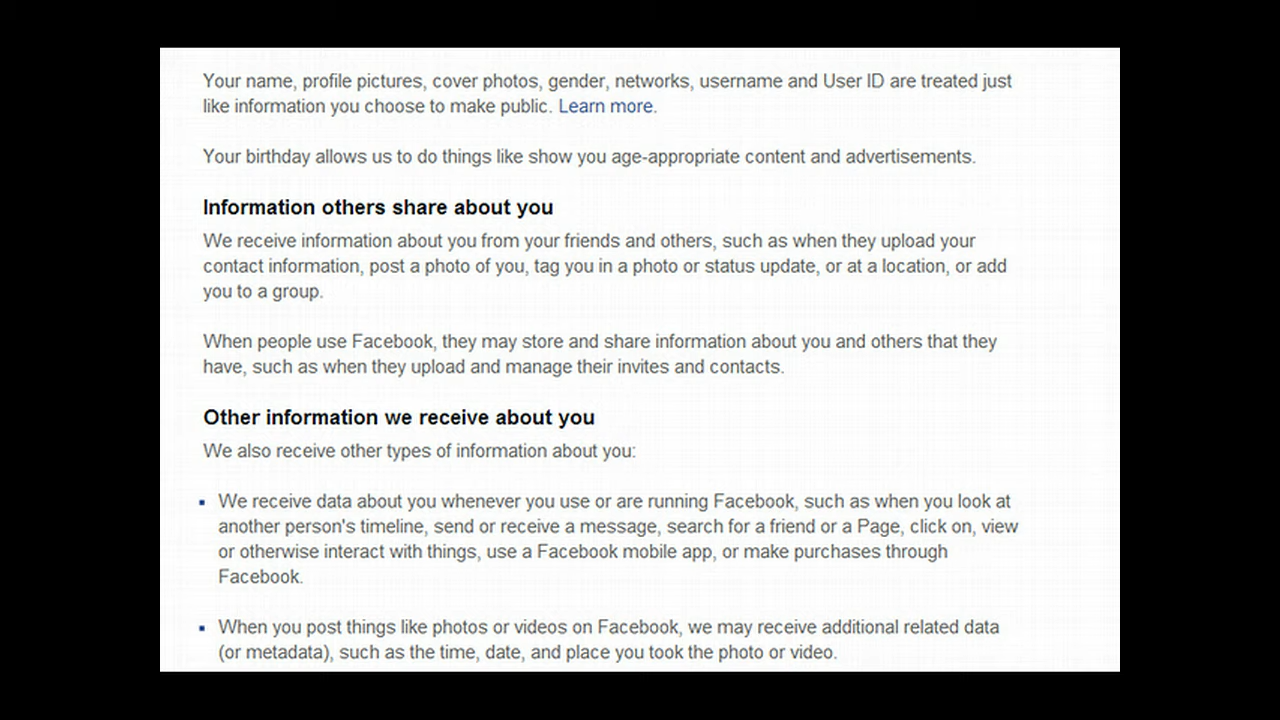 Your name, profile pictures, cover photos, gender, networks, username and User ID are treated just
like information you choose to make public. Learn more.
Your birthday allows us to do things like show you age-appropriate content and advertisements.
Information others share about you
We receive information about you from your friends and others, such as when they upload your
contact information, post a photo of you, tag you in a photo or status update, or at a location, or add
you to a group.
When people use Facebook, they may store and share information about you and others that they
have, such as when they upload and manage their invites and contacts.
Other information we receive about you
We also receive other types of information about you:
▪ We receive data about you whenever you use or are running Facebook, such as when you look at
another person's timeline, send or receive a message, search for a friend or a Page, click on, view
or otherwise interact with things, use a Facebook mobile app, or make purchases through
Facebook.
▪ When you post things like photos or videos on Facebook, we may receive additional related data
(or metadata), such as the time, date, and place you took the photo or video.